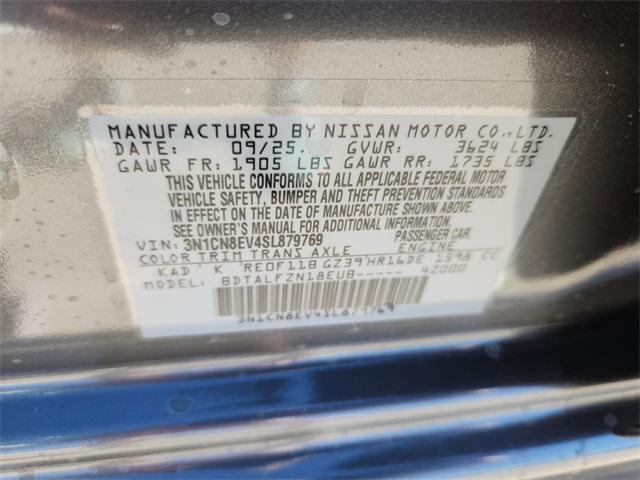 MANUFACTURED BY NISSAN MOTOR CO.,LTD.
DATE: 09/25. GVWR: 3624 LBS
GAWR FR: 1905 LBS GAWR RR: 1735 LBS
THIS VEHICLE CONFORMS TO ALL APPLICABLE FEDERAL MOTOR
VEHICLE SAFETY, BUMPER AND THEFT PREVENTION STANDARDS
IN EFFECT ON THE DATE OF MANUFACTURE SHOWN ABOVE.
SEE OWNER'S MANUAL FOR ADDITIONAL INFORMATION
VIN: 3N1CN8EV4SL879769 PASSENGER CAR
COLOR TRIM TRANS AXLE ENGINE
KAD K RE0F11B GZ39 HR16DE 1598 CC
MODEL: BDTALFZN18EUB----- 42000
3N1CN8EV4SL879769